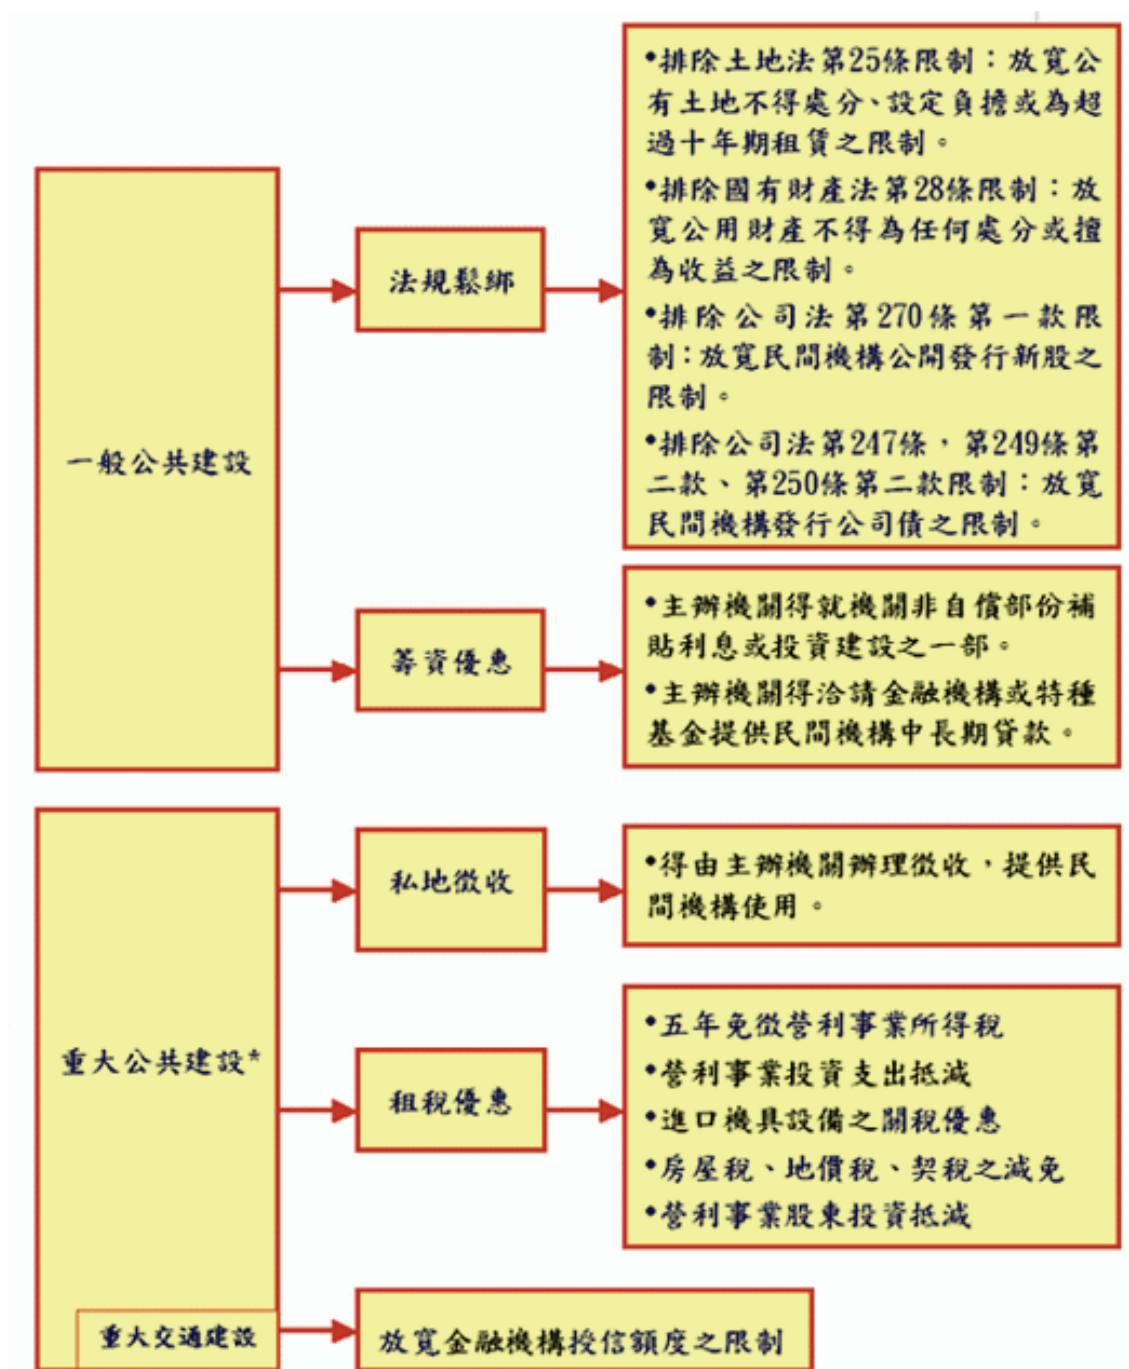 一般公共建設
法規鬆綁
•排除土地法第25條限制：放寬公
有土地不得處分、設定負擔或為超
過十年期租賃之限制。
•排除國有財產法第28條限制：放
寬公用財產不得為任何處分或擅
為收益之限制。
•排除公司法第270條第一款限
制：放寬民間機構公開發行新股之
限制。
•排除公司法第247條，第249條第
二款、第250條第二款限制：放寬
民間機構發行公司債之限制。
籌資優惠
•主辦機關得就機關非自償部份補
貼利息或投資建設之一部。
•主辦機關得洽請金融機構或特種
基金提供民間機構中長期貸款。
重大公共建設*
私地徵收
•得由主辦機關辦理徵收，提供民
間機構使用。
租稅優惠
•五年免徵營利事業所得稅
•營利事業投資支出抵減
•進口機具設備之關稅優惠
•房屋稅、地價稅、契稅之減免
•營利事業股東投資抵減
重大交通建設
放寬金融機構授信額度之限制